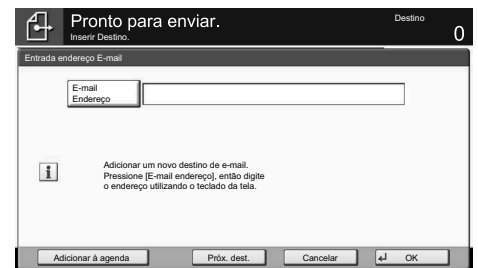 Pronto para enviar.
Inserir Destino.
Destino
0
Entrada endereço E-mail
E-mail
Endereço
Adicionar um novo destino de e-mail.
Pressione [E-mail endereço], então digite
o endereço utilizando o teclado da tela.
Adicionar à agenda
Próx. dest.
Cancelar
OK